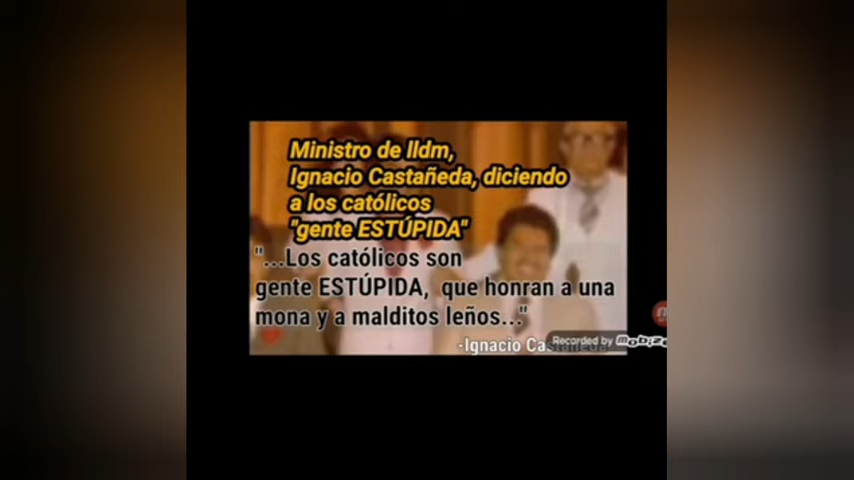 Ministro de lldm,
Ignacio Castañeda, diciendo
a los católicos
"gente ESTÚPIDA"
"...Los católicos son
gente ESTÚPIDA, que honran a una
mona y a malditos leños..."
-Ignacio Castañeda
Recorded by